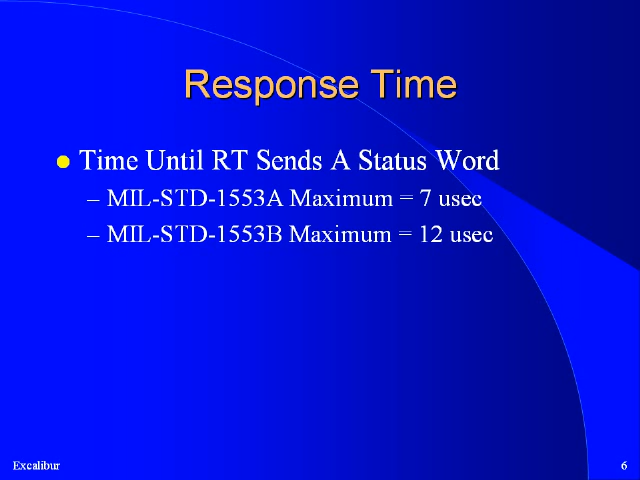 Response Time
● Time Until RT Sends A Status Word
– MIL-STD-1553A Maximum = 7 usec
– MIL-STD-1553B Maximum = 12 usec
Excalibur
6